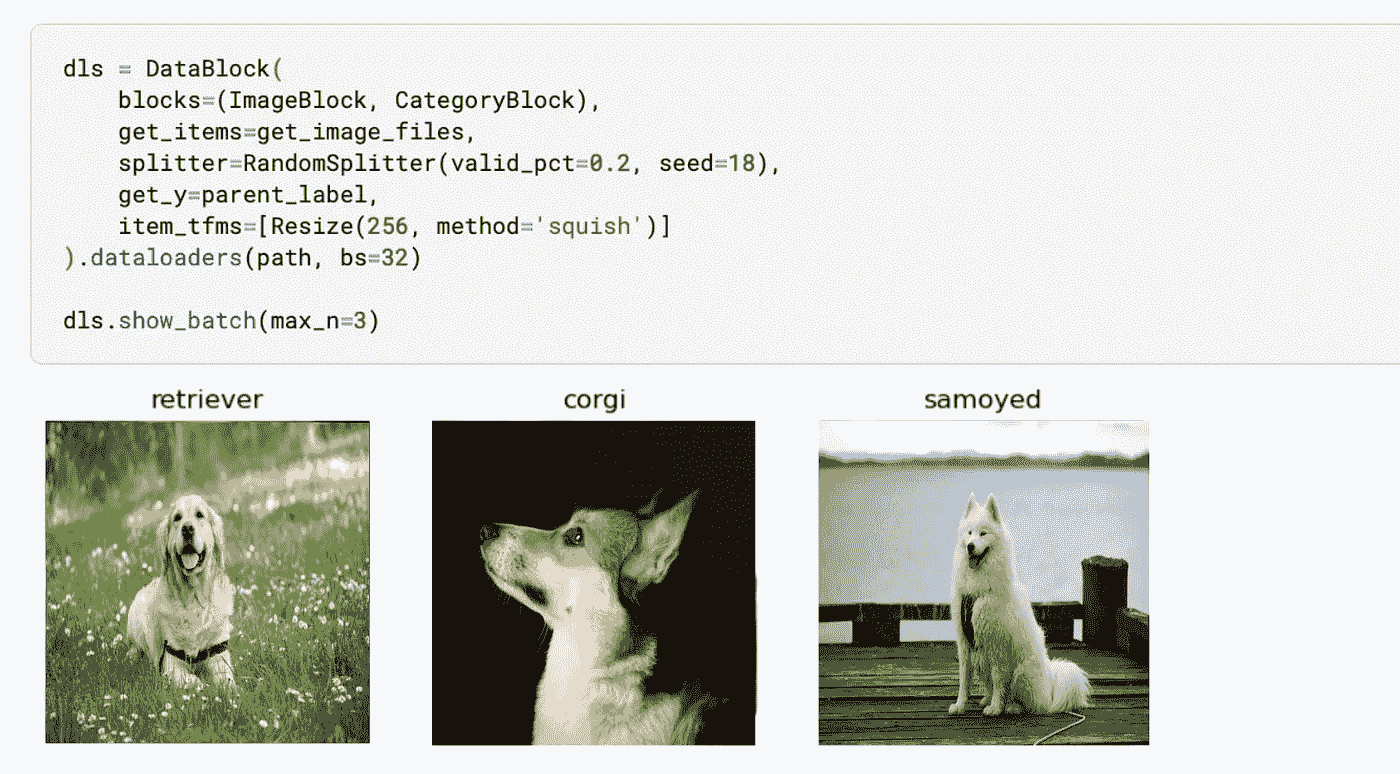 dls = DataBlock(
    blocks=(ImageBlock, CategoryBlock),
    get_items=get_image_files,
    splitter=RandomSplitter(valid_pct=0.2, seed=18),
    get_y=parent_label,
    item_tfms=[Resize(256, method='squish')]
).dataloaders(path, bs=32)

dls.show_batch(max_n=3)
retriever corgi samoyed